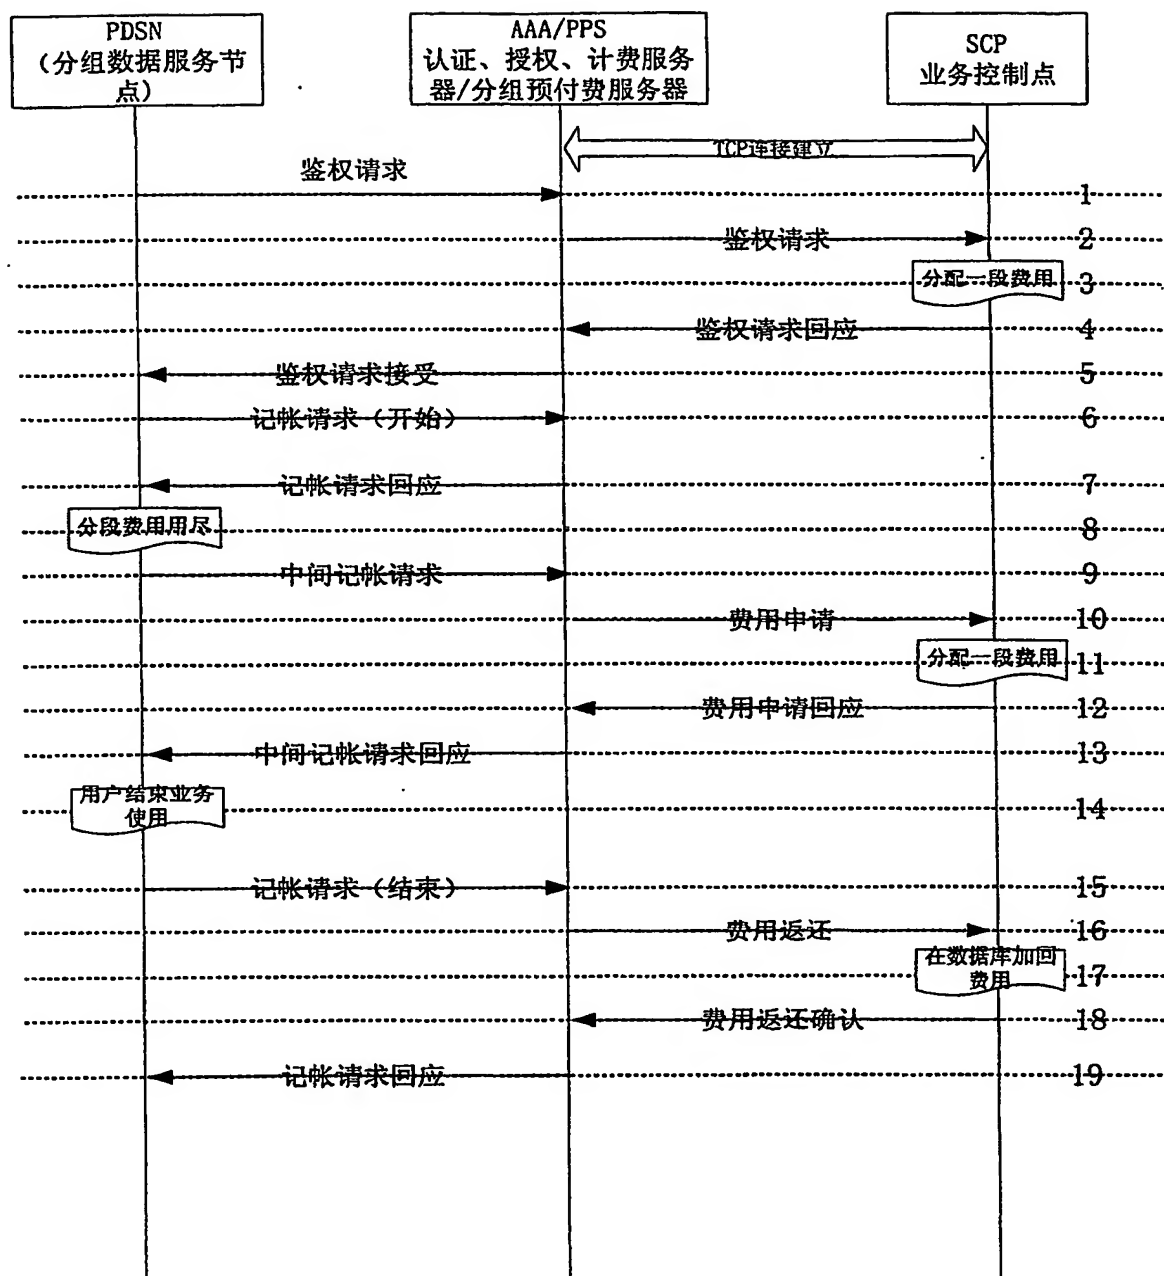 PDSN
（分组数据服务节
点）
AAA/PPS
认证、授权、计费服务
器/分组预付费服务器
SCP
业务控制点
TCP连接建立
鉴权请求
1
鉴权请求
2
分配一段费用
3
鉴权请求回应
4
鉴权请求接受
5
记帐请求（开始）
6
记帐请求回应
7
分段费用用尽
8
中间记帐请求
9
费用申请
10
分配一段费用
11
费用申请回应
12
中间记帐请求回应
13
用户结束业务
使用
14
记帐请求（结束）
15
费用返还
16
在数据库加回
费用
17
费用返还确认
18
记帐请求回应
19